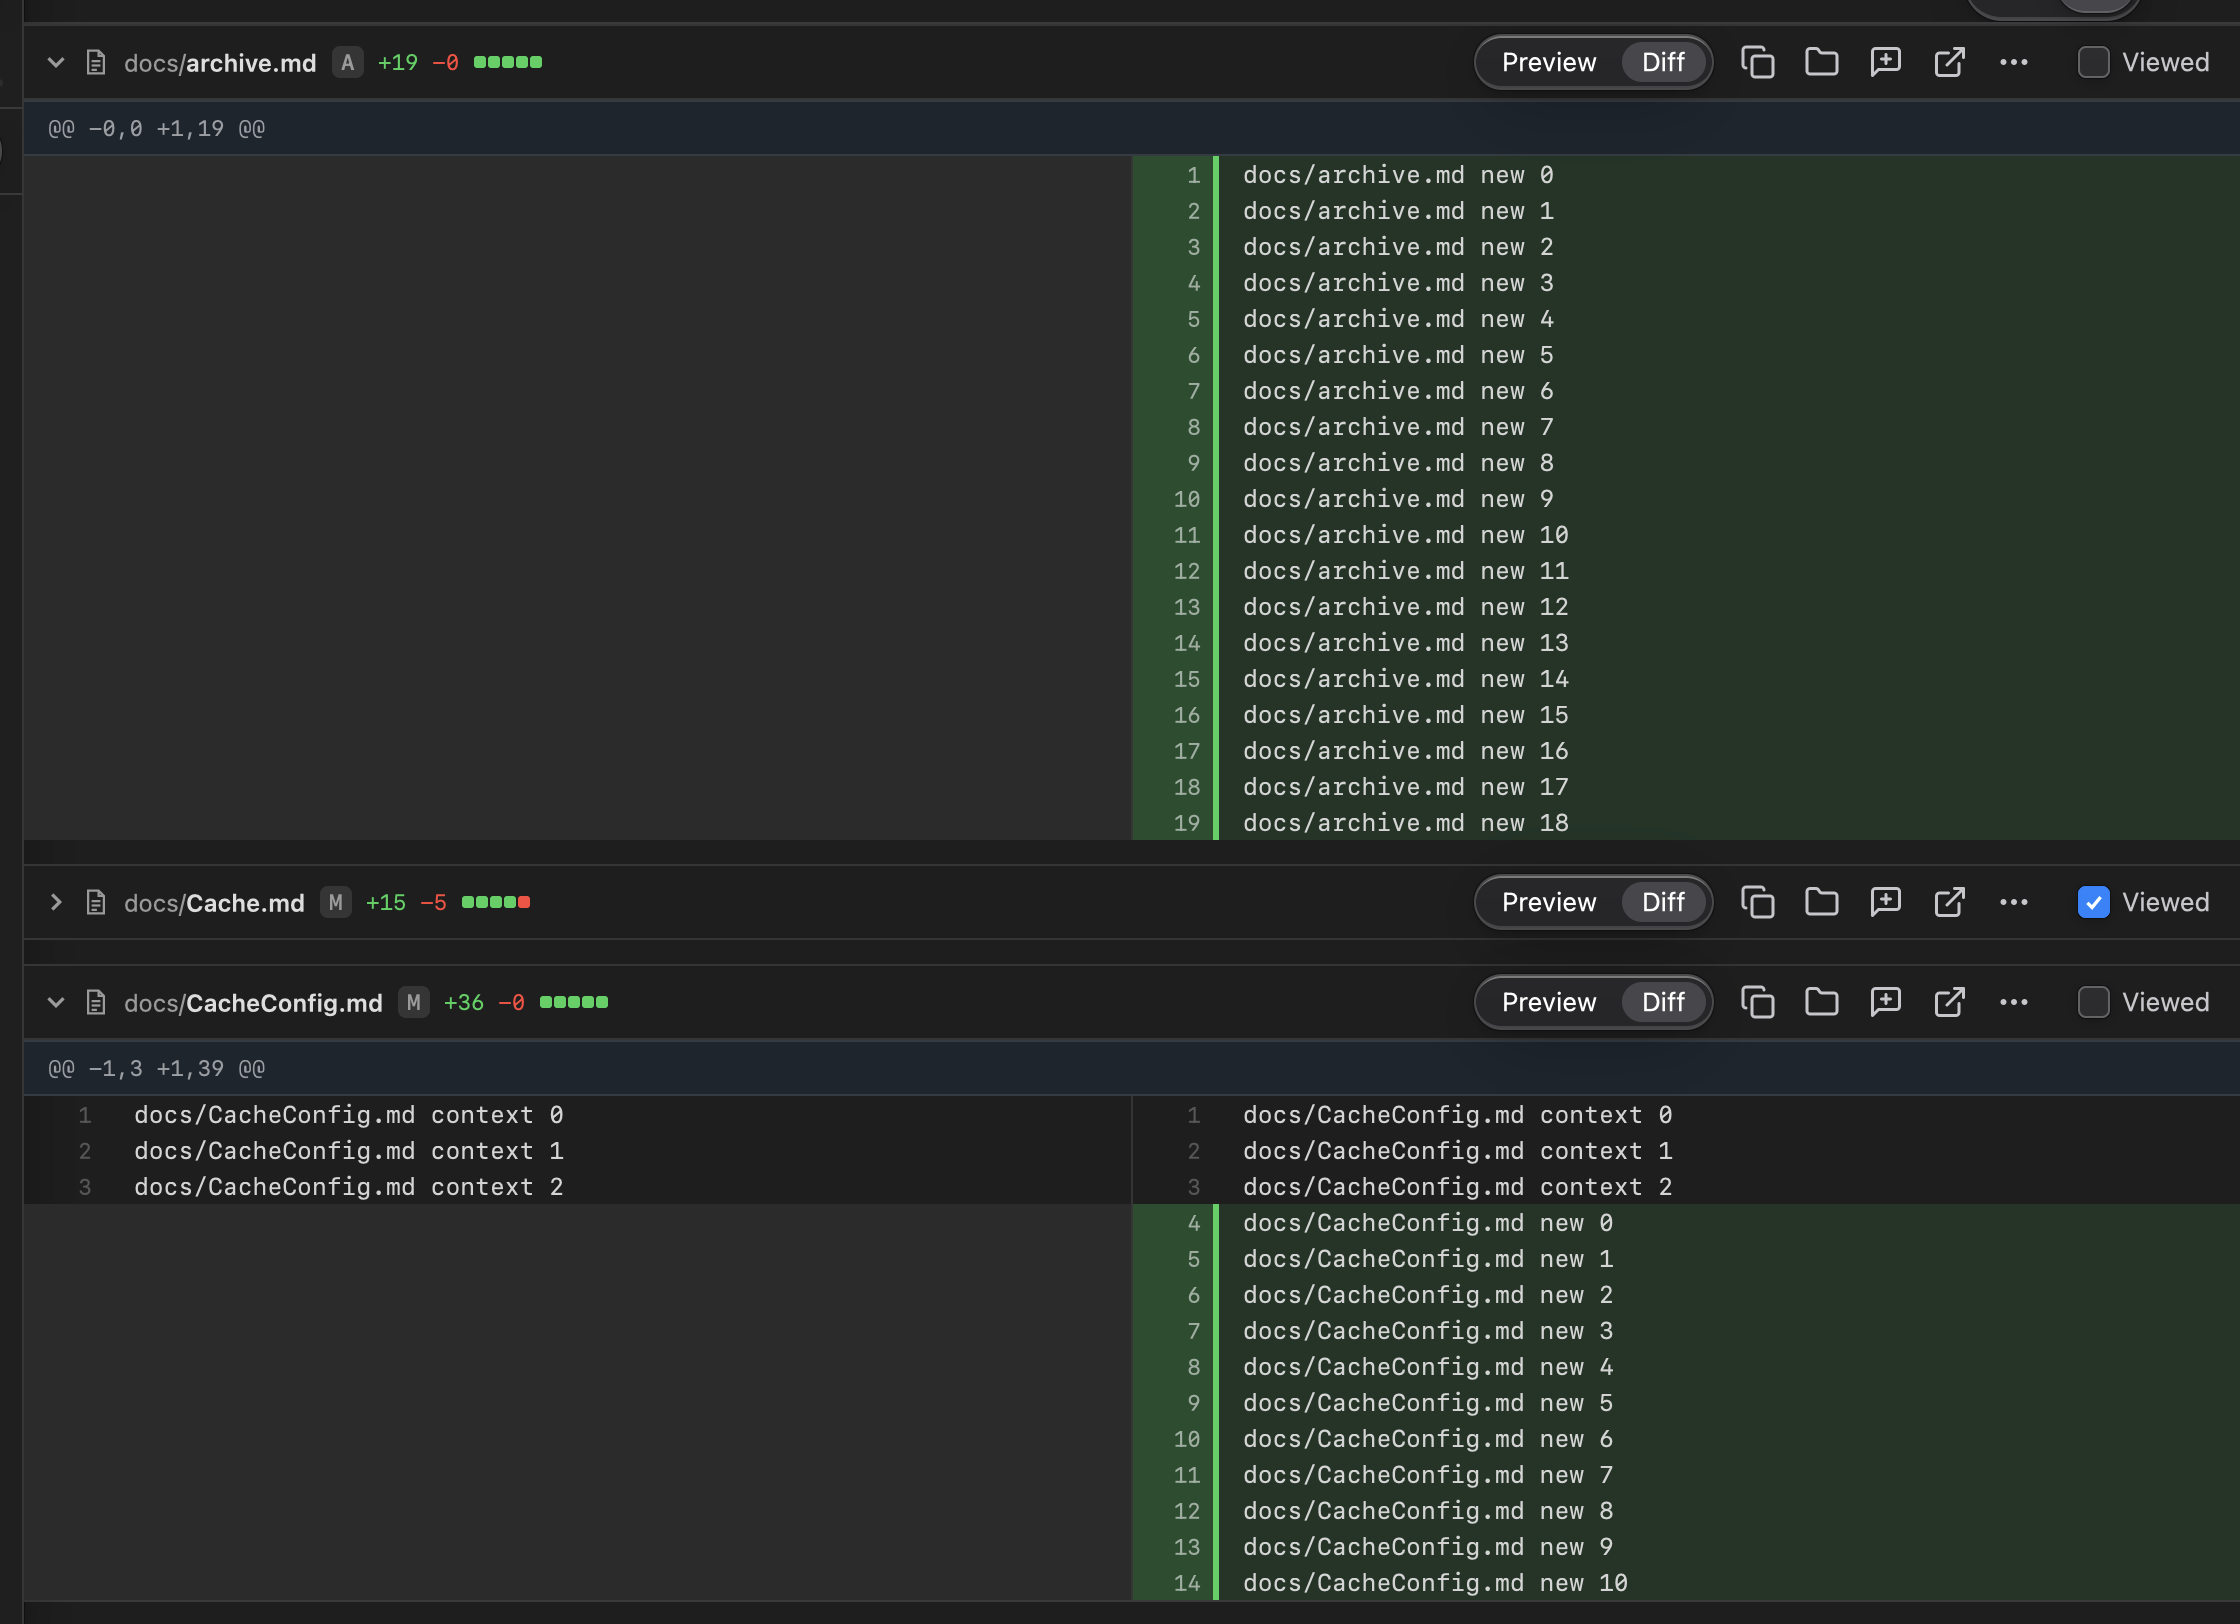 docs/archive.md A +19 −0 Preview Diff Viewed
@@ −0,0 +1,19 @@
1 docs/archive.md new 0
2 docs/archive.md new 1
3 docs/archive.md new 2
4 docs/archive.md new 3
5 docs/archive.md new 4
6 docs/archive.md new 5
7 docs/archive.md new 6
8 docs/archive.md new 7
9 docs/archive.md new 8
10 docs/archive.md new 9
11 docs/archive.md new 10
12 docs/archive.md new 11
13 docs/archive.md new 12
14 docs/archive.md new 13
15 docs/archive.md new 14
16 docs/archive.md new 15
17 docs/archive.md new 16
18 docs/archive.md new 17
19 docs/archive.md new 18
docs/Cache.md M +15 −5 Preview Diff Viewed
docs/CacheConfig.md M +36 −0 Preview Diff Viewed
@@ −1,3 +1,39 @@
1 docs/CacheConfig.md context 0 1 docs/CacheConfig.md context 0
2 docs/CacheConfig.md context 1 2 docs/CacheConfig.md context 1
3 docs/CacheConfig.md context 2 3 docs/CacheConfig.md context 2
4 docs/CacheConfig.md new 0
5 docs/CacheConfig.md new 1
6 docs/CacheConfig.md new 2
7 docs/CacheConfig.md new 3
8 docs/CacheConfig.md new 4
9 docs/CacheConfig.md new 5
10 docs/CacheConfig.md new 6
11 docs/CacheConfig.md new 7
12 docs/CacheConfig.md new 8
13 docs/CacheConfig.md new 9
14 docs/CacheConfig.md new 10